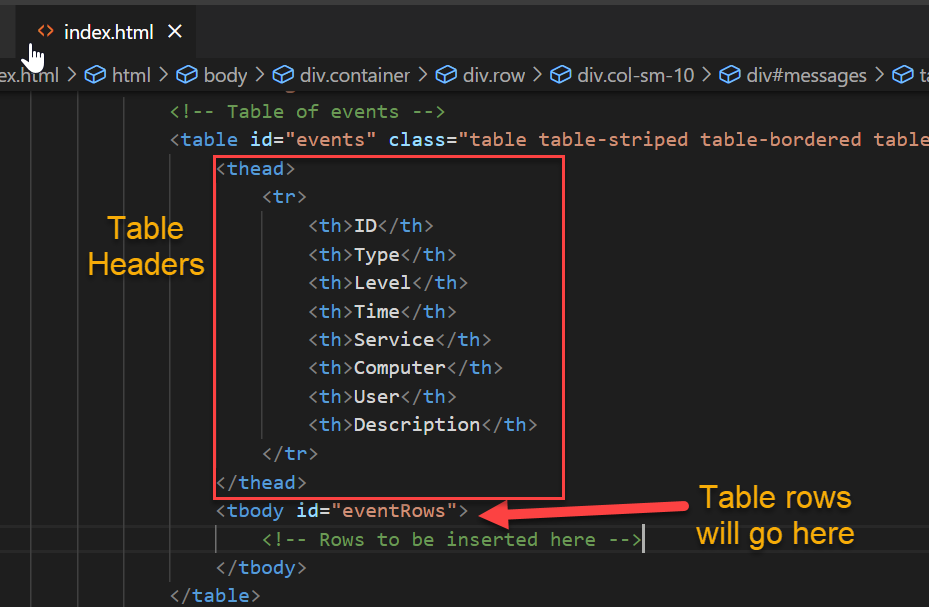 index.html
ex.html > html > body > div.container > div.row > div.col-sm-10 > div#messages > ta
<!-- Table of events -->
<table id="events" class="table table-striped table-bordered table
<thead>
<tr>
<th>ID</th>
<th>Type</th>
<th>Level</th>
<th>Time</th>
<th>Service</th>
<th>Computer</th>
<th>User</th>
<th>Description</th>
</tr>
</thead>
<tbody id="eventRows">
<!-- Rows to be inserted here -->
</tbody>
</table>
Table
Headers
Table rows
will go here